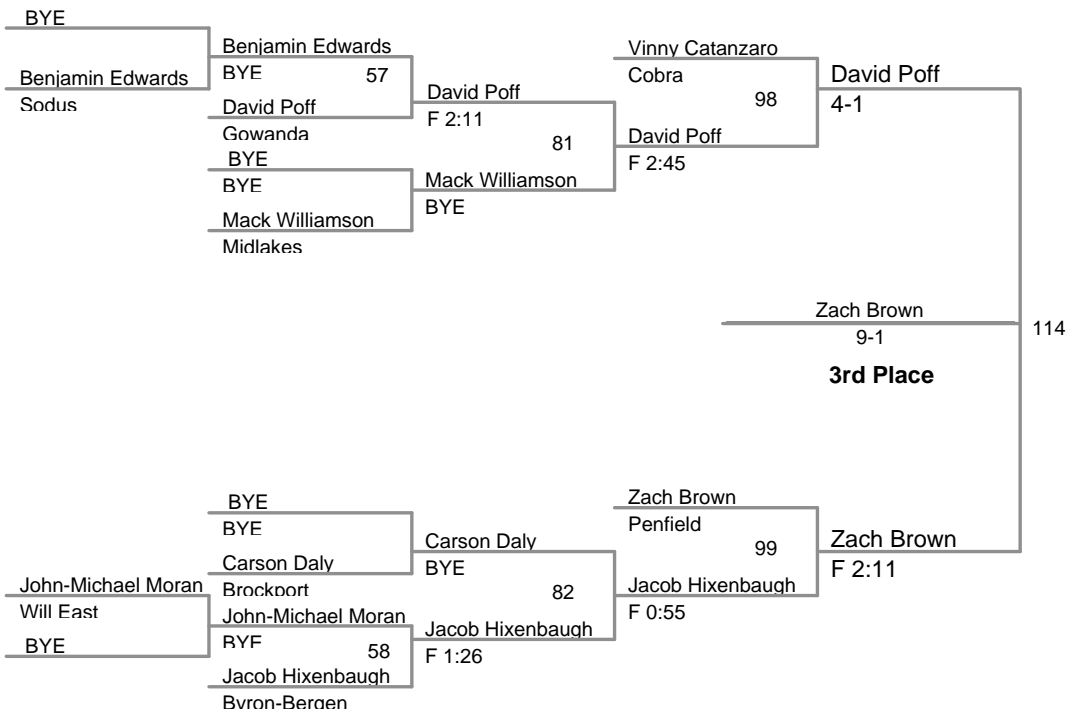 BYE
Benjamin Edwards
Sodus
Benjamin Edwards
BYE
57
David Poff
Gowanda
BYE
BYE
Mack Williamson
Midlakes
David Poff
F 2:11
81
Mack Williamson
BYE
Vinny Catanzaro
Cobra
98
David Poff
F 2:45
David Poff
4-1
Zach Brown
9-1
3rd Place
114
BYE
BYE
Carson Daly
Brockport
John-Michael Moran
Will East
BYE
John-Michael Moran
BYE
58
Jacob Hixenbaugh
Byron-Bergen
Carson Daly
BYE
82
Jacob Hixenbaugh
F 1:26
Zach Brown
Penfield
99
Jacob Hixenbaugh
F 0:55
Zach Brown
F 2:11